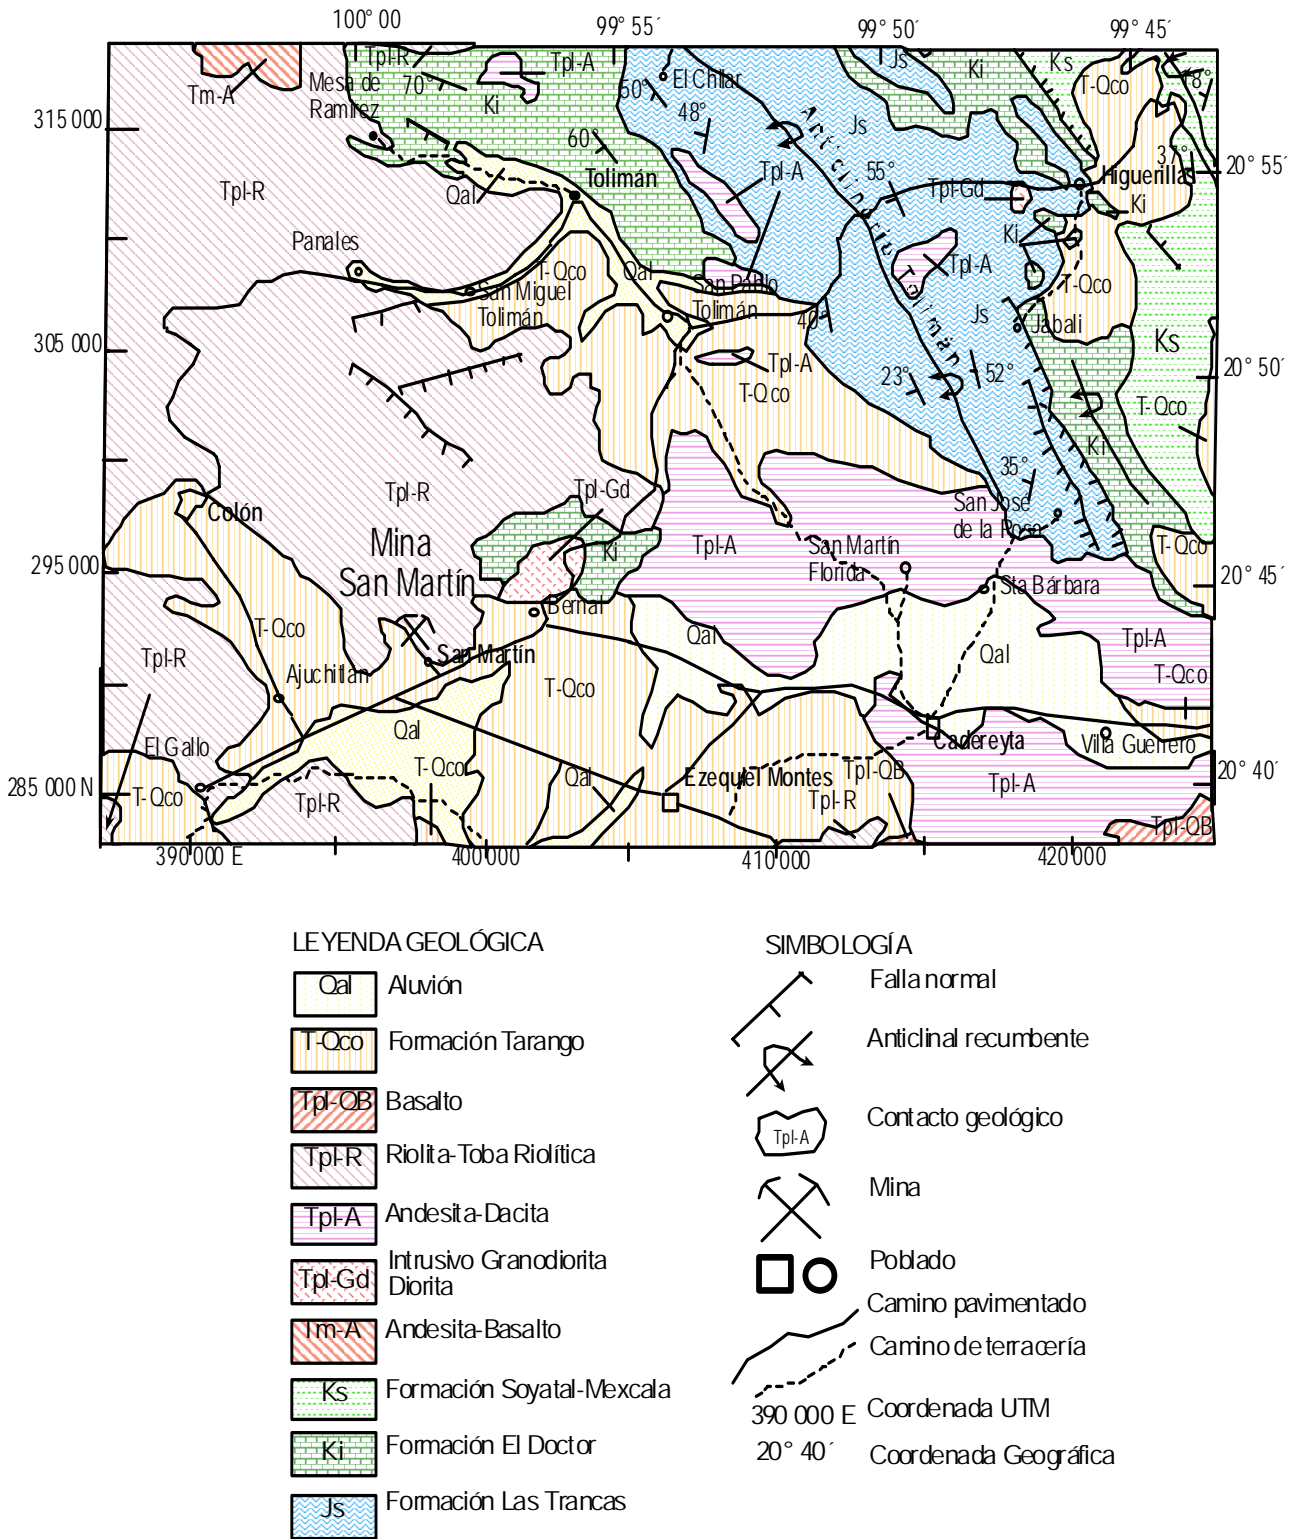 100° 00
99° 55´
99° 50´
99° 45´
Tpl-R
Tpl-A
Js
Ki
Ks
Mesa de
Ramírez
70°
Ki
60°
El Chilar
T-Qco
18°
Tm-A
48°
Anticlinorio Tolimán
Js
315 000
60°
Tolimán
Tpl-A
55°
Tpl-Gd
37°
Higuerillas
20° 55´
Tpl-R
Qal
Ki
Ki
Panales
T-Qco
Qal
San Pablo
Tolimán
Tpl-A
T-Qco
San Miguel
Tolimán
40°
Js
Jabali
305 000
Tpl-A
Ks
T-Qco
23°
52°
20° 50´
T-Qco
Ki
35°
Colón
Tpl-R
Tpl-Gd
San José
de la Rosa
Mina
San Martín
Ki
Tpl-A
San Martín
Florida
T-Qco
295 000
20° 45´
Bernal
Sta Bárbara
T-Qco
Qal
Tpl-A
Tpl-R
Ajuchitlán
San Martín
T-Qco
Qal
T-Qco
El Gallo
Qal
Cadereyta
Villa Guerrero
285 000 N
T-Qco
T-Qco
Qal
Ezequiel Montes
Tpl-QB
Tpl-A
20° 40´
Tpl-R
Tpl-R
Tpl-QB
390 000 E
400 000
410 000
420 000
LEYENDA GEOLÓGICA
Qal Aluvión
T-Qco Formación Tarango
Tpl-QB Basalto
Tpl-R Riolita-Toba Riolítica
Tpl-A Andesita-Dacita
Tpl-Gd Intrusivo Granodiorita
Diorita
Tm-A Andesita-Basalto
Ks Formación Soyatal-Mexcala
Ki Formación El Doctor
Js Formación Las Trancas
SIMBOLOGÍA
Falla normal
Anticlinal recumbente
Tpl-A Contacto geológico
Mina
Poblado
Camino pavimentado
Camino de terracería
390 000 E Coordenada UTM
20° 40´ Coordenada Geográfica